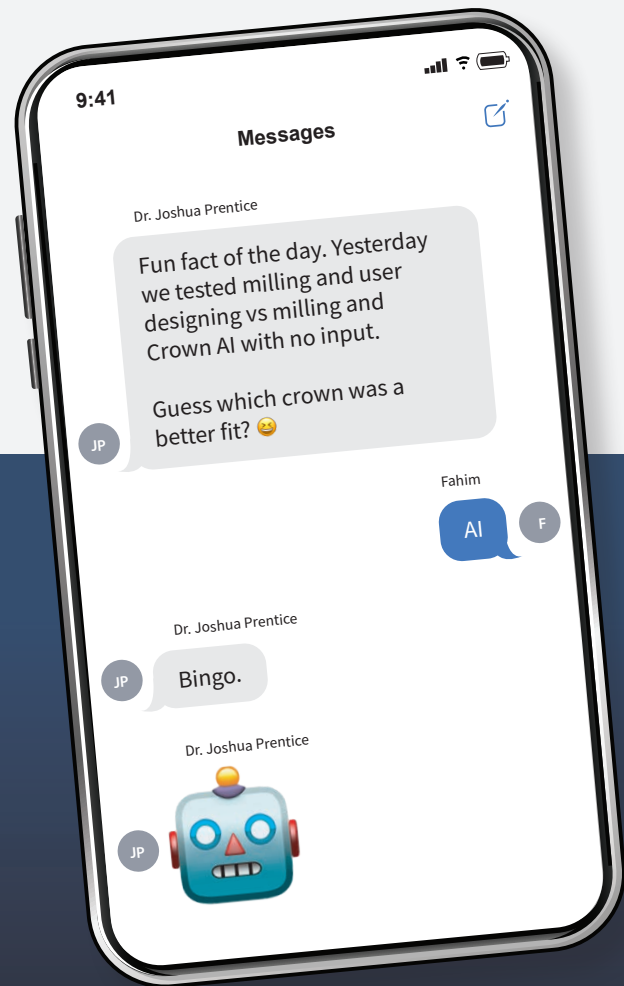 9:41
Messages
Dr. Joshua Prentice
Fun fact of the day. Yesterday
we tested milling and user
designing vs milling and
Crown AI with no input.
Guess which crown was a
better fit? 😆
JP
Fahim
AI
F
Dr. Joshua Prentice
JP
Bingo.
Dr. Joshua Prentice
JP